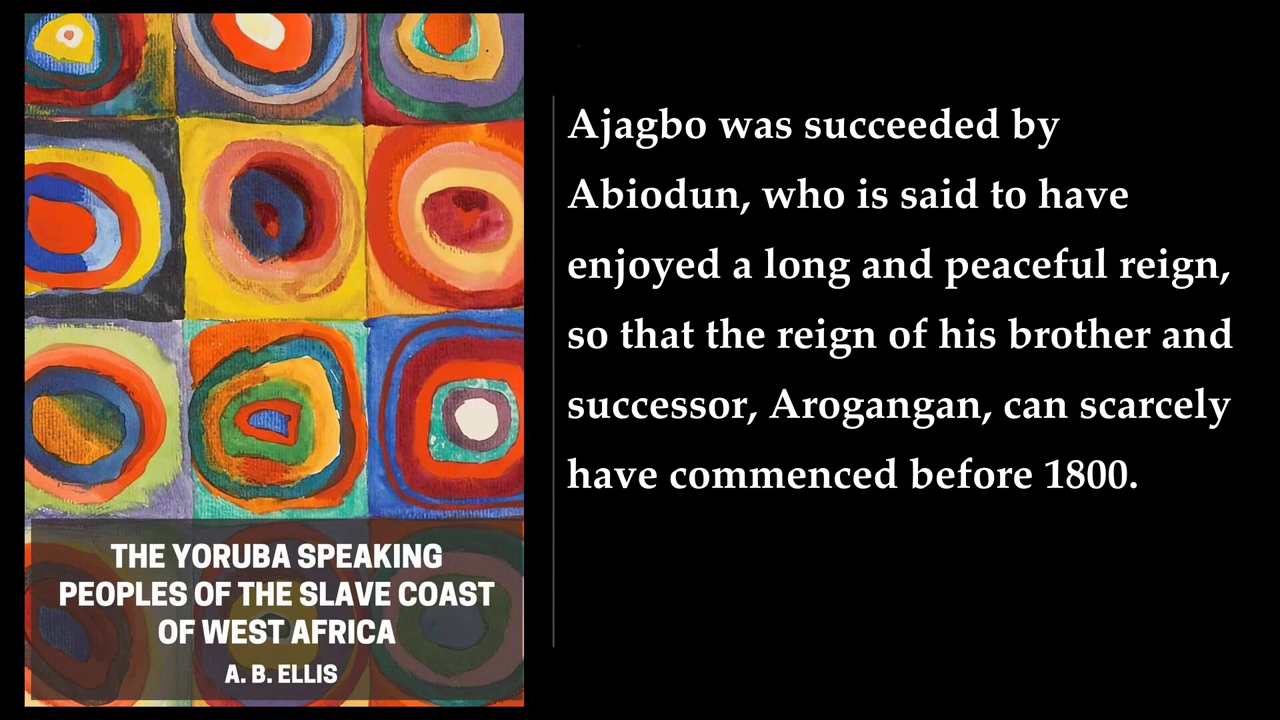 Ajagbo was succeeded by
Abiodun, who is said to have
enjoyed a long and peaceful reign,
so that the reign of his brother and
successor, Arogangan, can scarcely
have commenced before 1800.
THE YORUBA SPEAKING
PEOPLES OF THE SLAVE COAST
OF WEST AFRICA
A. B. ELLIS